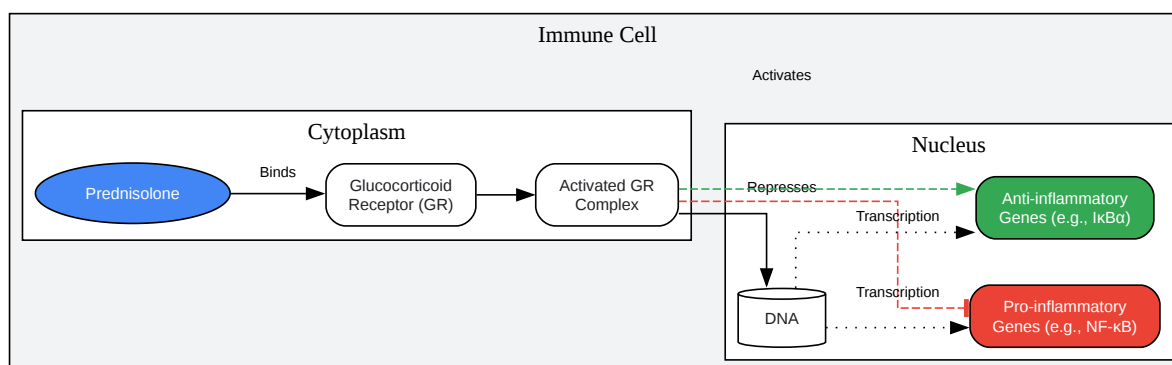 Immune Cell
Activates
Cytoplasm
Nucleus
Prednisolone
Binds
Glucocorticoid
Receptor (GR)
Activated GR
Complex
Represses
Anti-inflammatory
Genes (e.g., IκBα)
Transcription
Transcription
DNA
Pro-inflammatory
Genes (e.g., NF-κB)